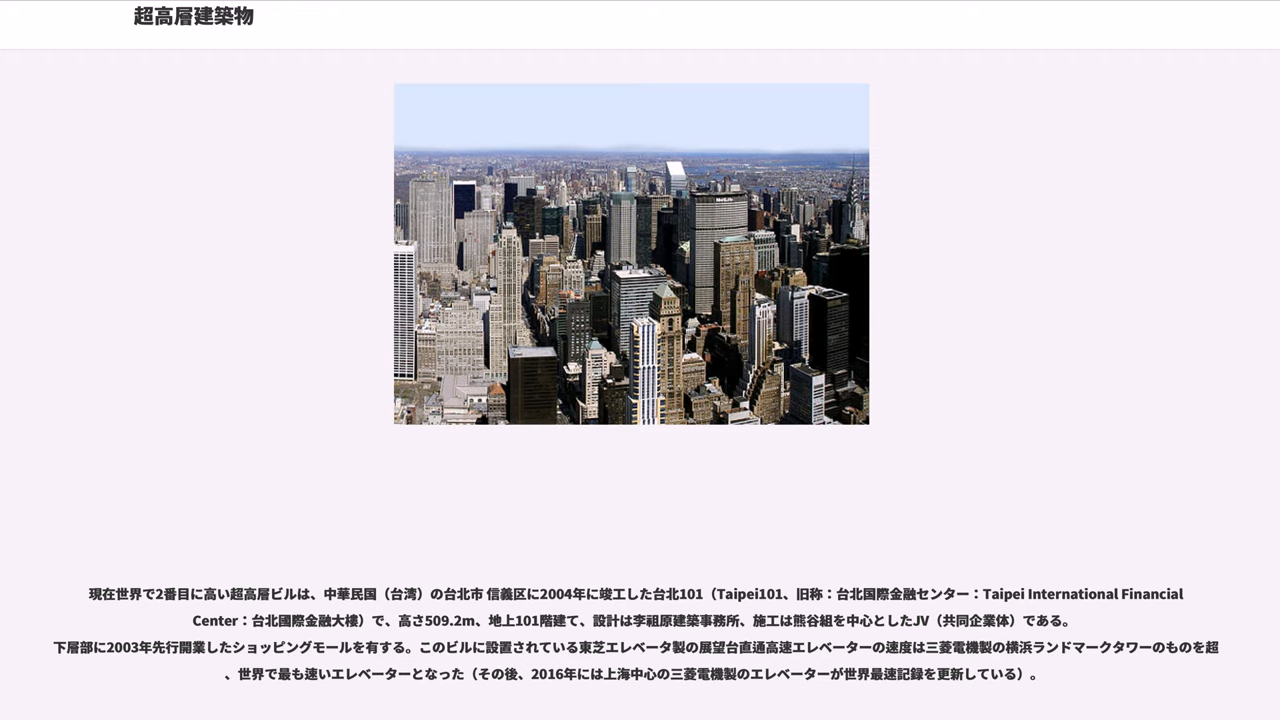 超高層建築物
MetLife
現在世界で2番目に高い超高層ビルは、中華民国（台湾）の台北市 信義区に2004年に竣工した台北101（Taipei101、旧称：台北国際金融センター：Taipei International Financial
Center：台北國際金融大樓）で、高さ509.2m、地上101階建て、設計は李祖原建築事務所、施工は熊谷組を中心としたJV（共同企業体）である。
下層部に2003年先行開業したショッピングモールを有する。このビルに設置されている東芝エレベータ製の展望台直通高速エレベーターの速度は三菱電機製の横浜ランドマークタワーのものを超
、世界で最も速いエレベーターとなった（その後、2016年には上海中心の三菱電機製のエレベーターが世界最速記録を更新している）。